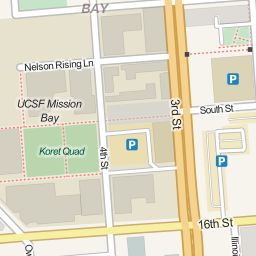 BAY
Nelson Rising Ln
UCSF Mission
Bay
P
3rd St
South St
Koret Quad
4th St
P
P
16th St